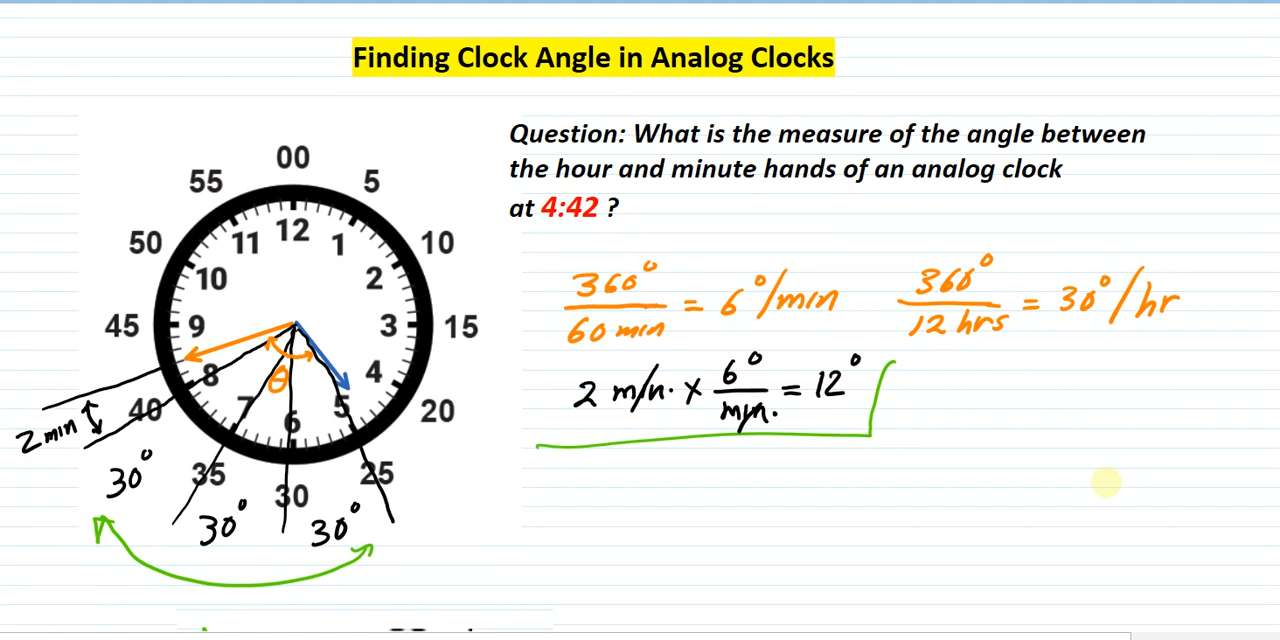 Finding Clock Angle in Analog Clocks
Question: What is the measure of the angle between
the hour and minute hands of an analog clock
at 4:42 ?
00
55 5
50 10
45 15
40 20
35 25
30
12
11 1
10 2
9 3
8 4
7 5
6
θ
2 min
30°
30° 30°
360° / 60 min = 6°/min
360° / 12 hrs = 30°/hr
2 min. × 6° / min. = 12°